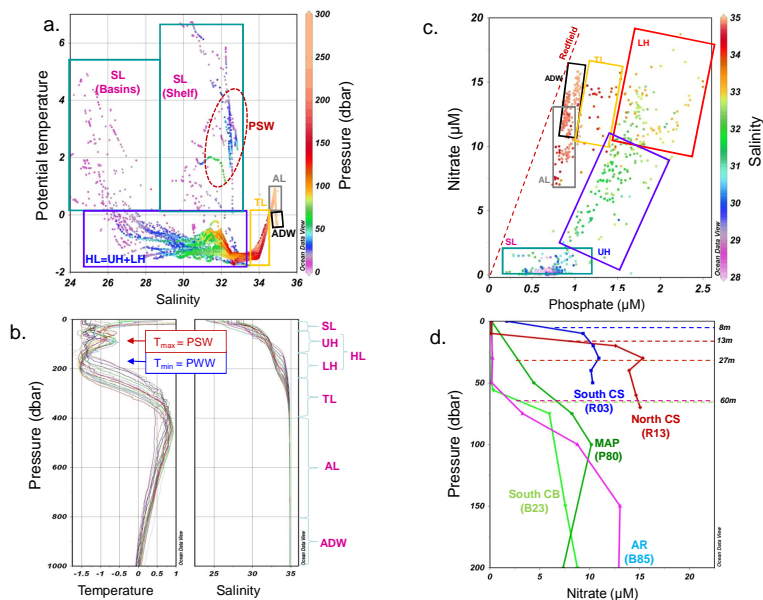 a.
Potential temperature
6
4
2
0
-2
24 26 28 30 32 34 36
Salinity
SL
(Basins)
SL
(Shelf)
PSW
AL
TL
ADW
HL=UH+LH
Ocean Data View
300
250
200
150
100
50
0
Pressure (dbar)
c.
Nitrate (µM)
20
15
10
5
0
0 0.5 1 1.5 2 2.5
Phosphate (µM)
Redfield
ADW
TL
LH
AL
SL
UH
Ocean Data View
35
34
33
32
31
30
29
28
Salinity
b.
Pressure (dbar)
0
200
400
600
800
1000
-1.5 -1 -0.5 0 0.5 1
Temperature
Tmax = PSW
Tmin = PWW
Ocean Data View
25 30 35
Salinity
Ocean Data View
SL
UH
HL
LH
TL
AL
ADW
d.
Pressure (dbar)
0
50
100
150
200
0 5 10 15 20
Nitrate (µM)
8m
13m
27m
60m
South CS
(R03)
North CS
(R13)
MAP
(P80)
South CB
(B23)
AR
(B85)
Ocean Data View